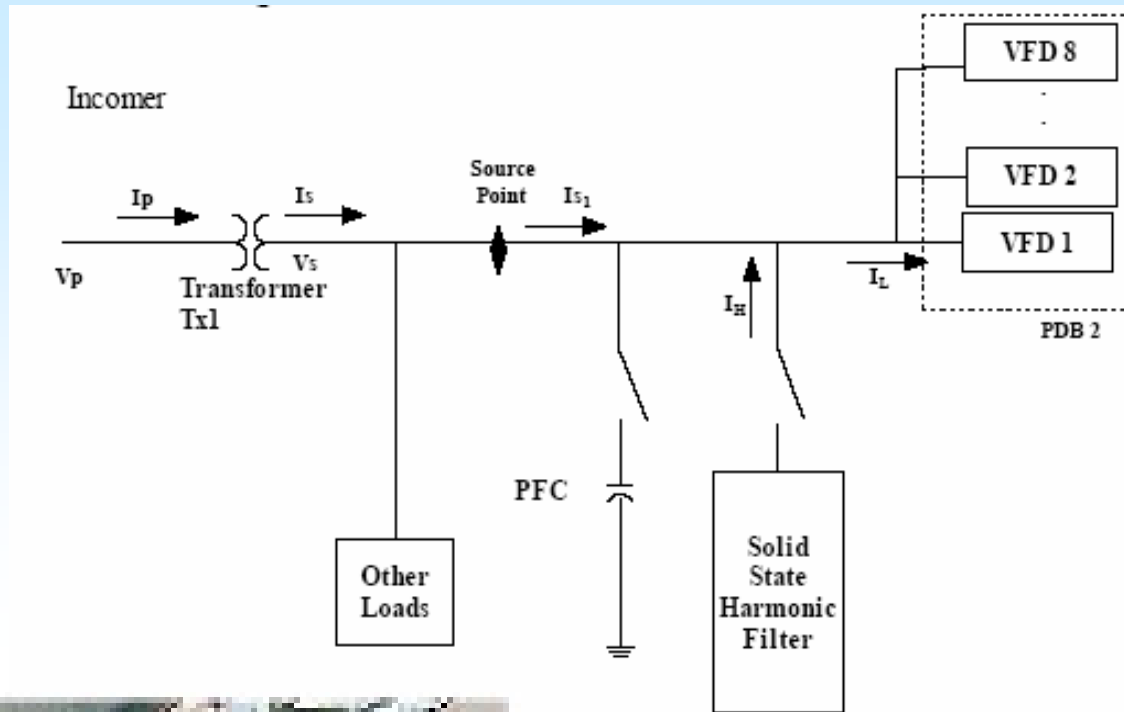 VFD 8
Incomer
VFD 2
Source
Point
Ip
Is
Is1
VFD 1
Vp
Vs
Transformer
Tx1
IH
IL
PDB 2
PFC
Other
Loads
Solid
State
Harmonic
Filter